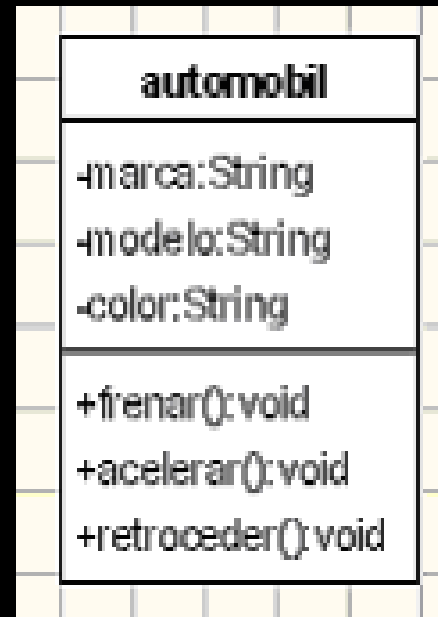 automobil
-marca:String
-modelo:String
-color:String
+frenar():void
+acelerar():void
+retroceder():void